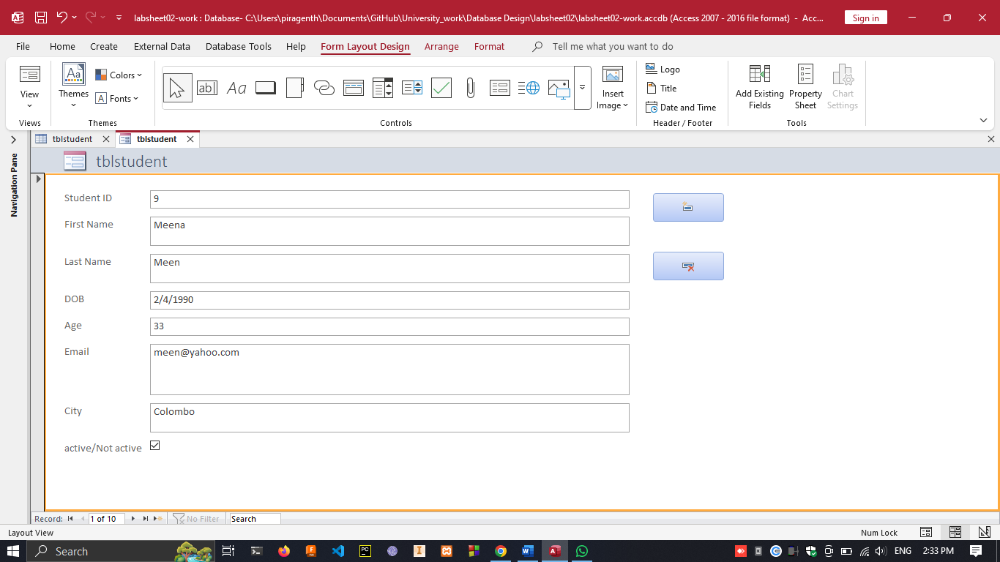 labsheet02-work : Database- C:\Users\piragenth\Documents\GitHub\University_work\Database Design\labsheet02\labsheet02-work.accdb (Access 2007 - 2016 file format) - Acc... Sign in
File Home Create External Data Database Tools Help Form Layout Design Arrange Format Tell me what you want to do
View
Views
Aa
Themes
Colors
A Fonts
Themes
ab
Aa
Controls
Insert
Image
Logo
Title
Date and Time
Header / Footer
Add Existing
Fields
Property
Sheet
Chart
Settings
Tools
Navigation Pane
tblstudent
tblstudent
tblstudent
Student ID 9
First Name Meena
Last Name Meen
DOB 2/4/1990
Age 33
Email meen@yahoo.com
City Colombo
active/Not active
Record: 1 of 10 No Filter Search
Layout View Num Lock
Search ENG 2:33 PM